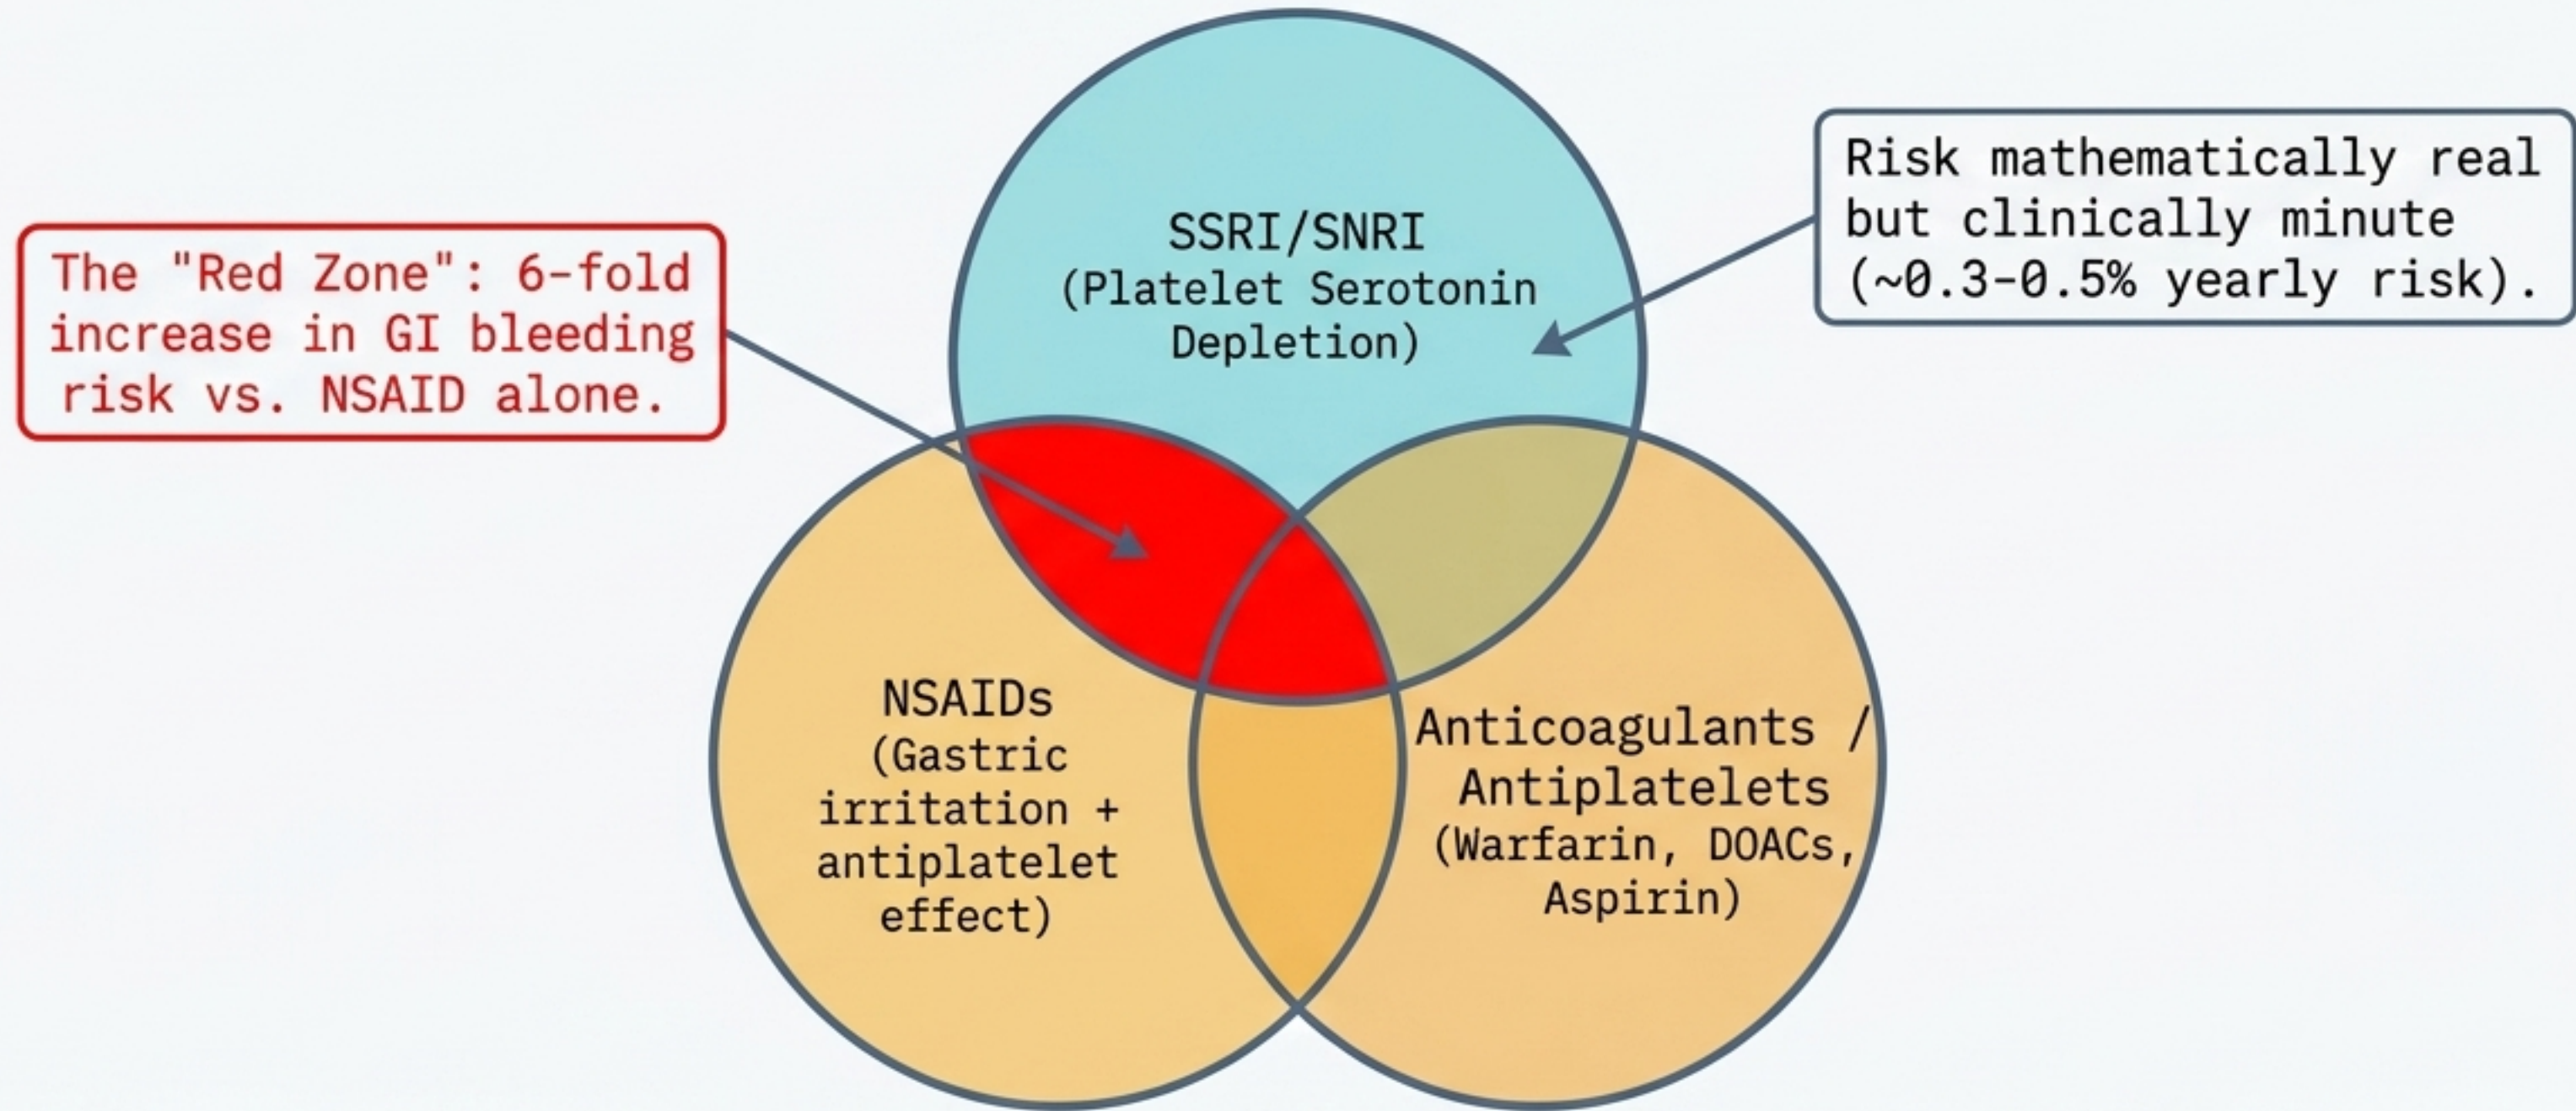 SSRI/SNRI
(Platelet Serotonin
Depletion)
Risk mathematically real
but clinically minute
(~0.3-0.5% yearly risk).
The "Red Zone": 6-fold
increase in GI bleeding
risk vs. NSAID alone.
NSAIDs
(Gastric
irritation +
antiplatelet
effect)
Anticoagulants /
Antiplatelets
(Warfarin, DOACs,
Aspirin)